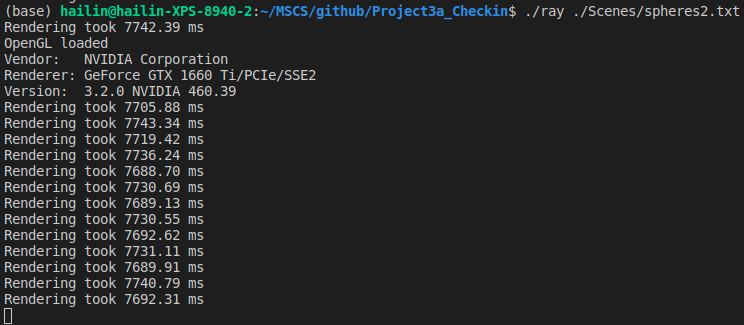 (base) hailin@hailin-XPS-8940-2:~/MSCS/github/Project3a_Checkin$ ./ray ./Scenes/spheres2.txt
Rendering took 7742.39 ms
OpenGL loaded
Vendor:   NVIDIA Corporation
Renderer: GeForce GTX 1660 Ti/PCIe/SSE2
Version:  3.2.0 NVIDIA 460.39
Rendering took 7705.88 ms
Rendering took 7743.34 ms
Rendering took 7719.42 ms
Rendering took 7736.24 ms
Rendering took 7688.70 ms
Rendering took 7730.69 ms
Rendering took 7689.13 ms
Rendering took 7730.55 ms
Rendering took 7692.62 ms
Rendering took 7731.11 ms
Rendering took 7689.91 ms
Rendering took 7740.79 ms
Rendering took 7692.31 ms